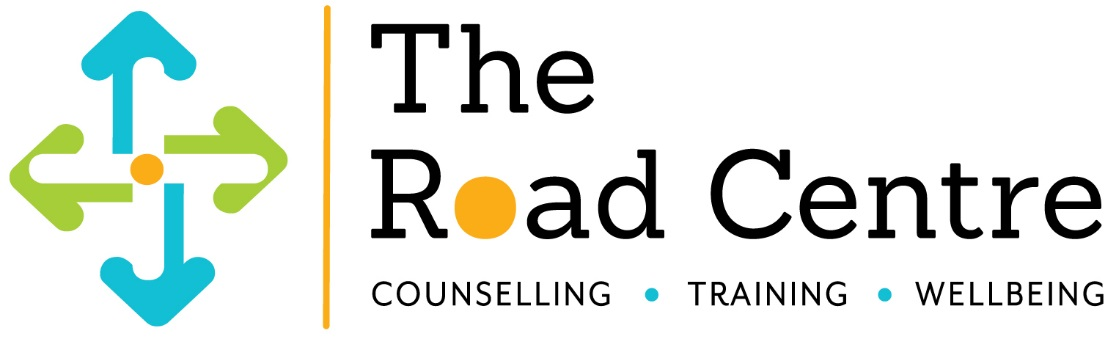 The
Road Centre
COUNSELLING • TRAINING • WELLBEING